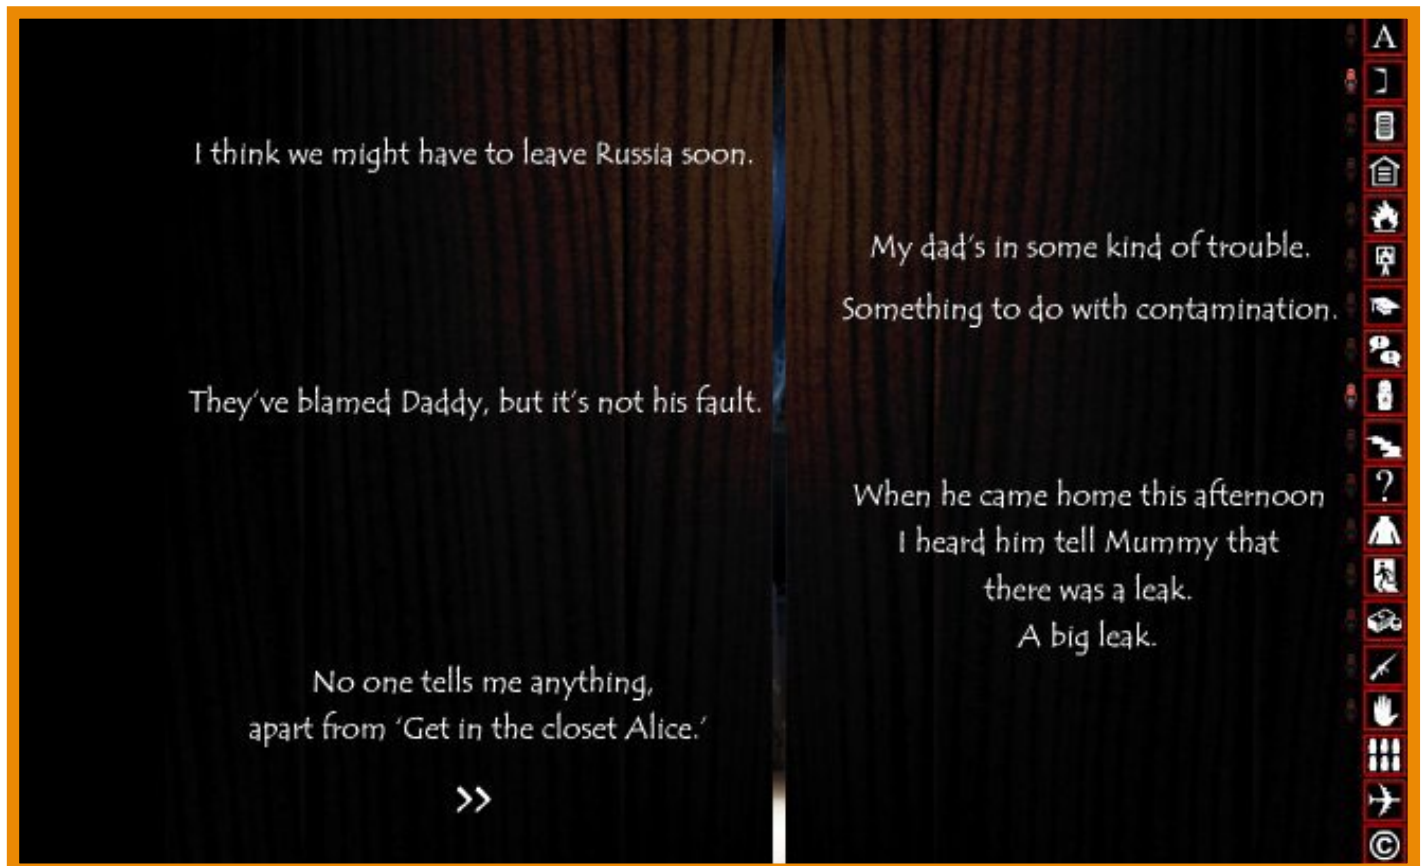 I think we might have to leave Russia soon.
My dad's in some kind of trouble.
Something to do with contamination.
They've blamed Daddy, but it's not his fault.
When he came home this afternoon
I heard him tell Mummy that
there was a leak.
A big leak.
No one tells me anything,
apart from 'Get in the closet Alice.'
>>
A
?
©